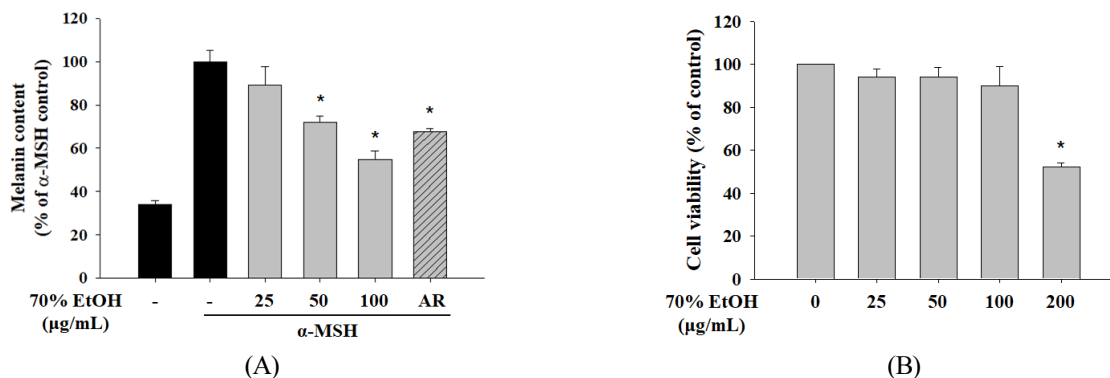 120
100
80
60
40
20
0
Melanin content
(% of α-MSH control)
*
*
*
70% EtOH
(μg/mL)
-
-
25
50
100
AR
α-MSH
(A)
120
100
80
60
40
20
0
Cell viability (% of control)
*
70% EtOH
(μg/mL)
0
25
50
100
200
(B)